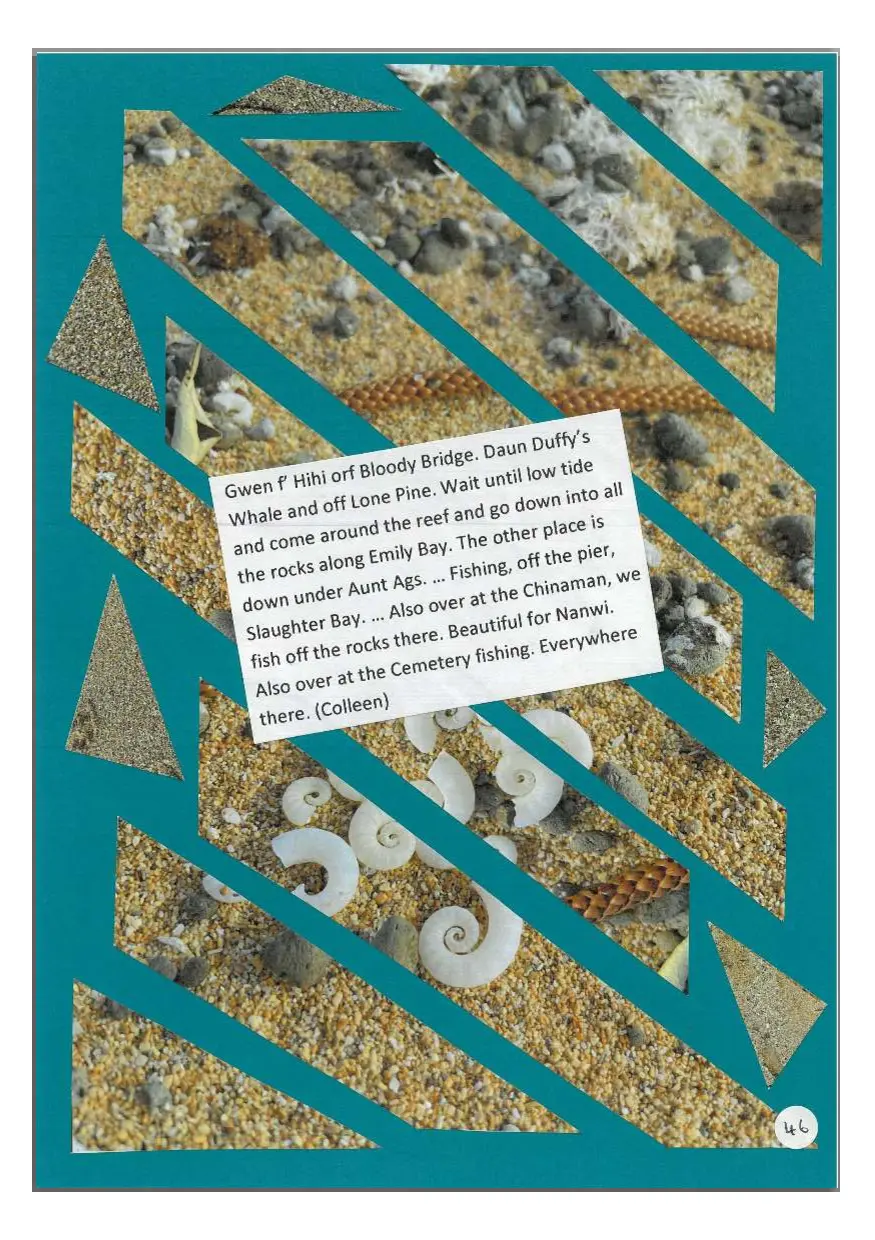 Gwen f’ Hihi orf Bloody Bridge. Daun Duffy’s
Whale and off Lone Pine. Wait until low tide
and come around the reef and go down into all
the rocks along Emily Bay. The other place is
down under Aunt Ags. ... Fishing, off the pier,
Slaughter Bay. ... Also over at the Chinaman, we
fish off the rocks there. Beautiful for Nanwi.
Also over at the Cemetery fishing. Everywhere
there. (Colleen)
46